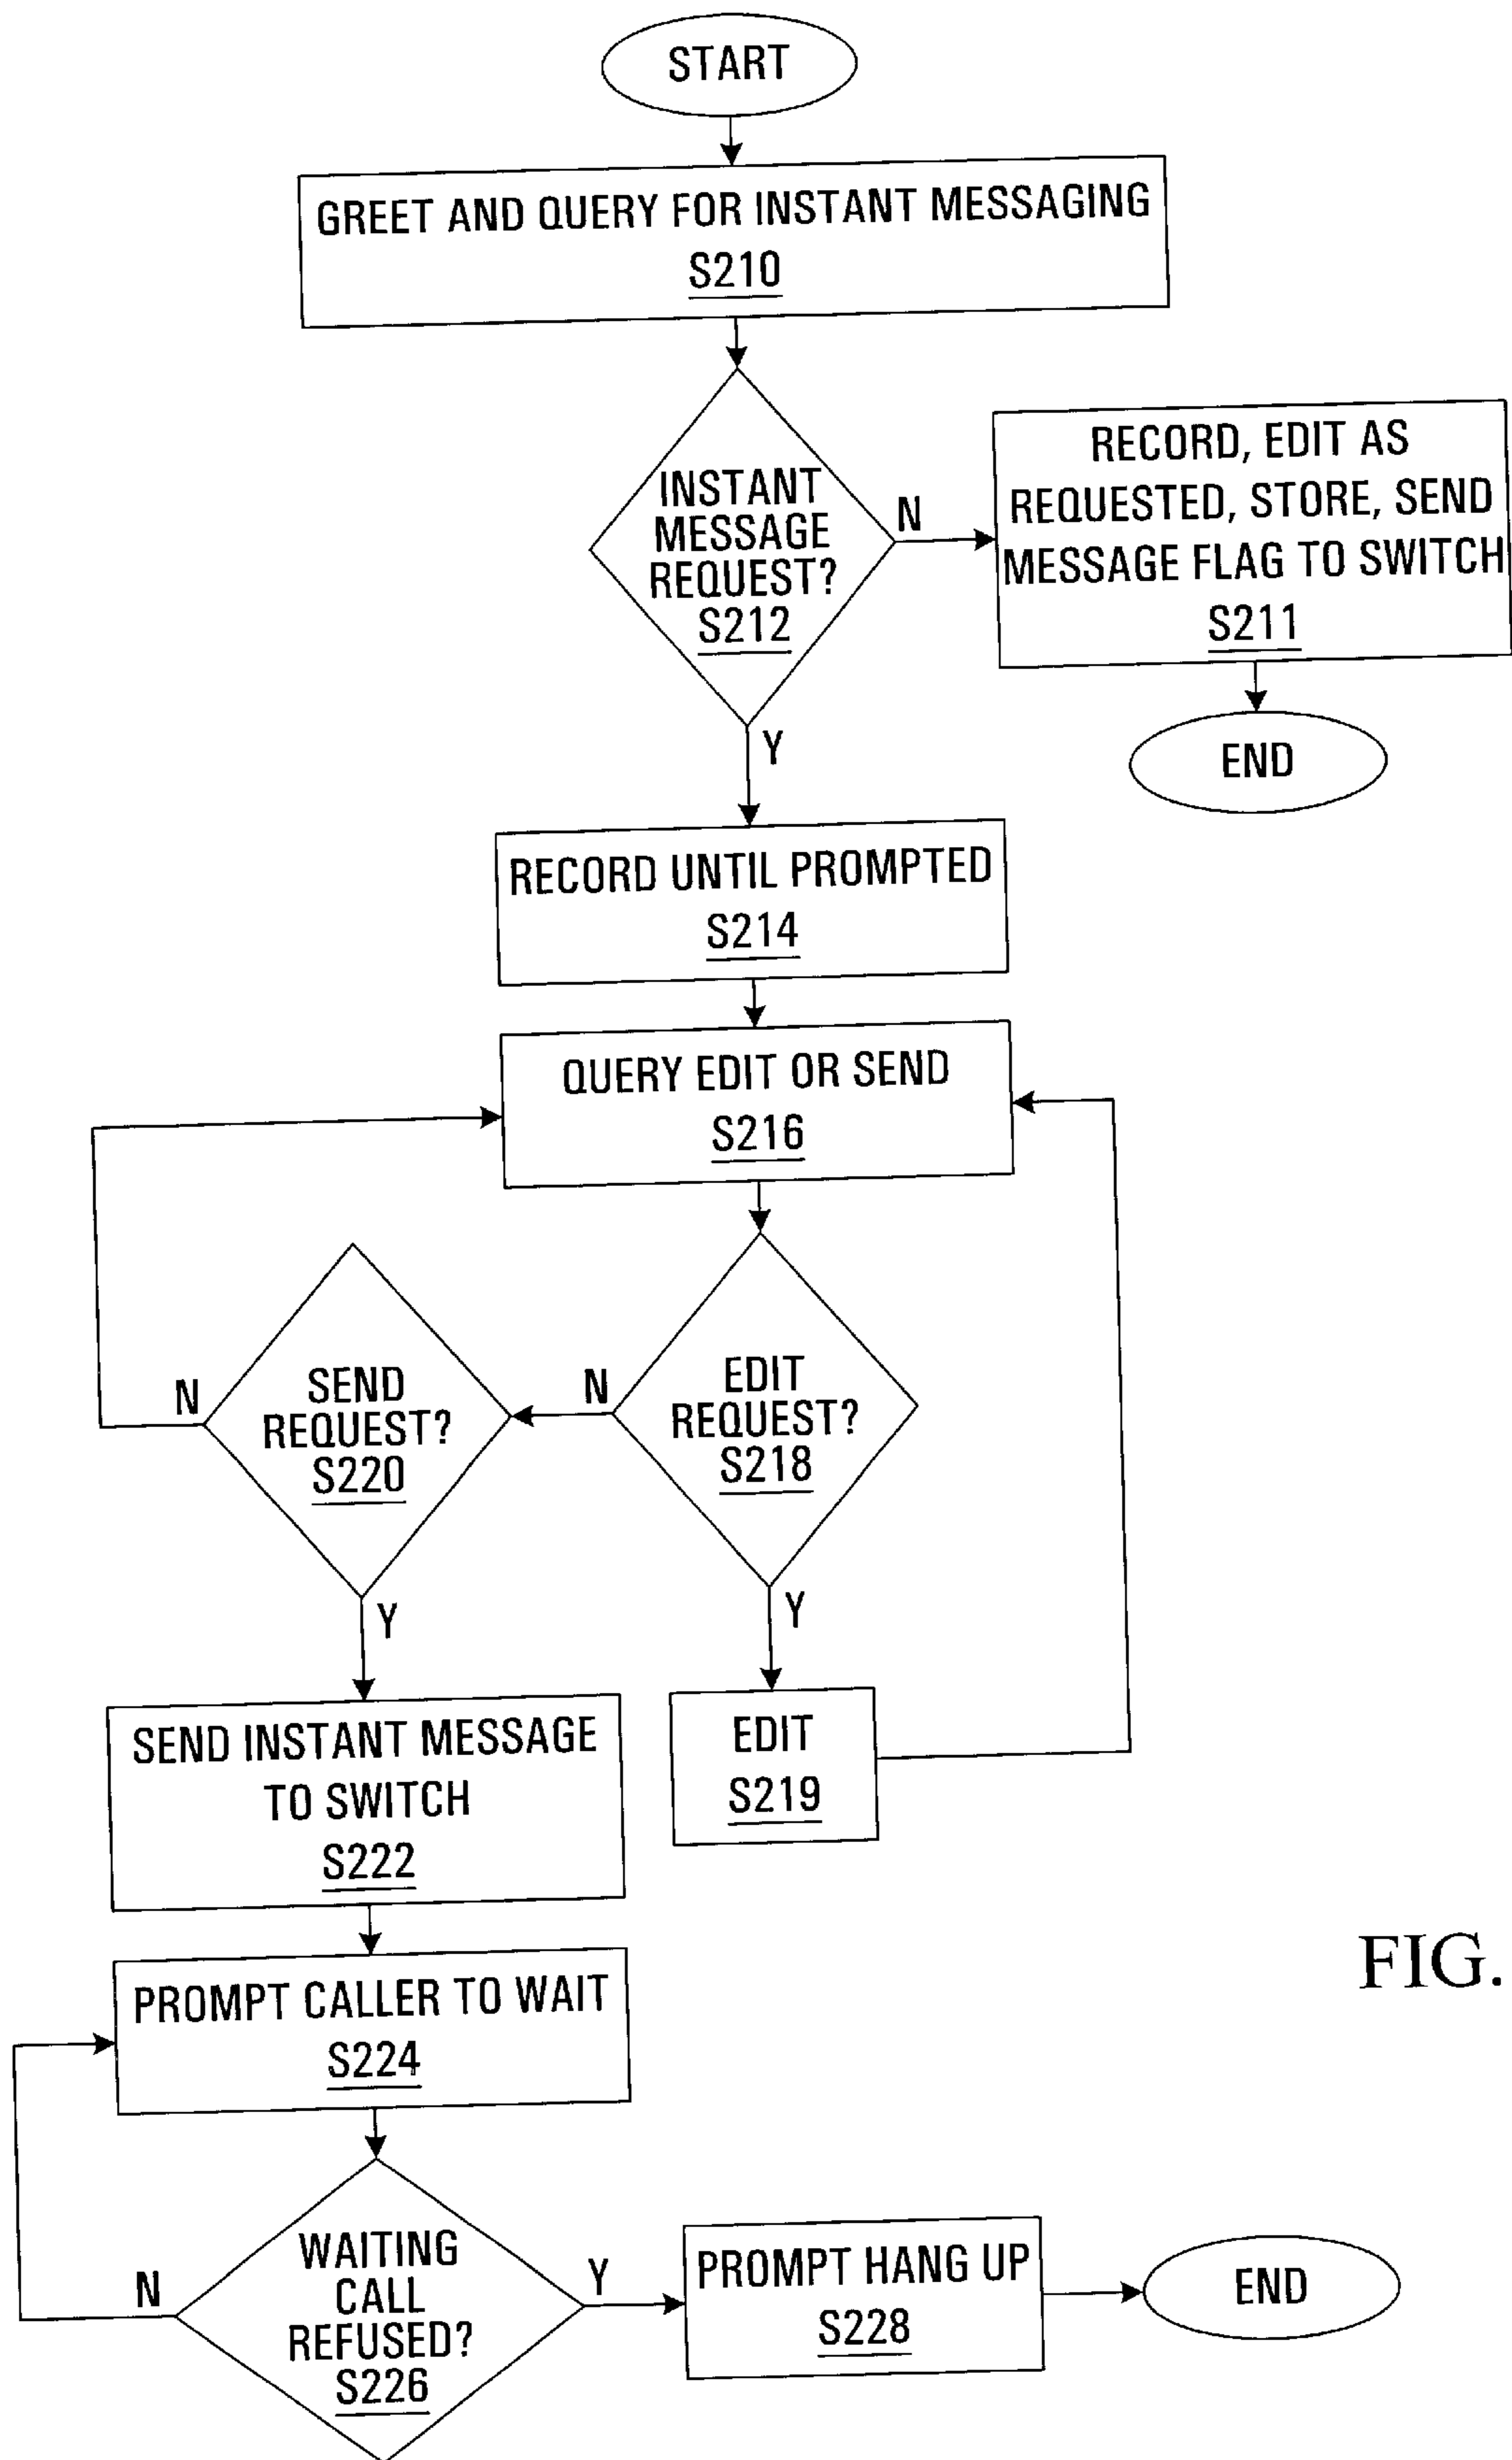 START
GREET AND QUERY FOR INSTANT MESSAGING
S210
INSTANT
MESSAGE
REQUEST?
S212
N
RECORD, EDIT AS
REQUESTED, STORE, SEND
MESSAGE FLAG TO SWITCH
S211
END
Y
RECORD UNTIL PROMPTED
S214
QUERY EDIT OR SEND
S216
EDIT
REQUEST?
S218
N
SEND
REQUEST?
S220
N
Y
Y
EDIT
S219
SEND INSTANT MESSAGE
TO SWITCH
S222
PROMPT CALLER TO WAIT
S224
WAITING
CALL
REFUSED?
S226
N
Y
PROMPT HANG UP
S228
END
FIG.